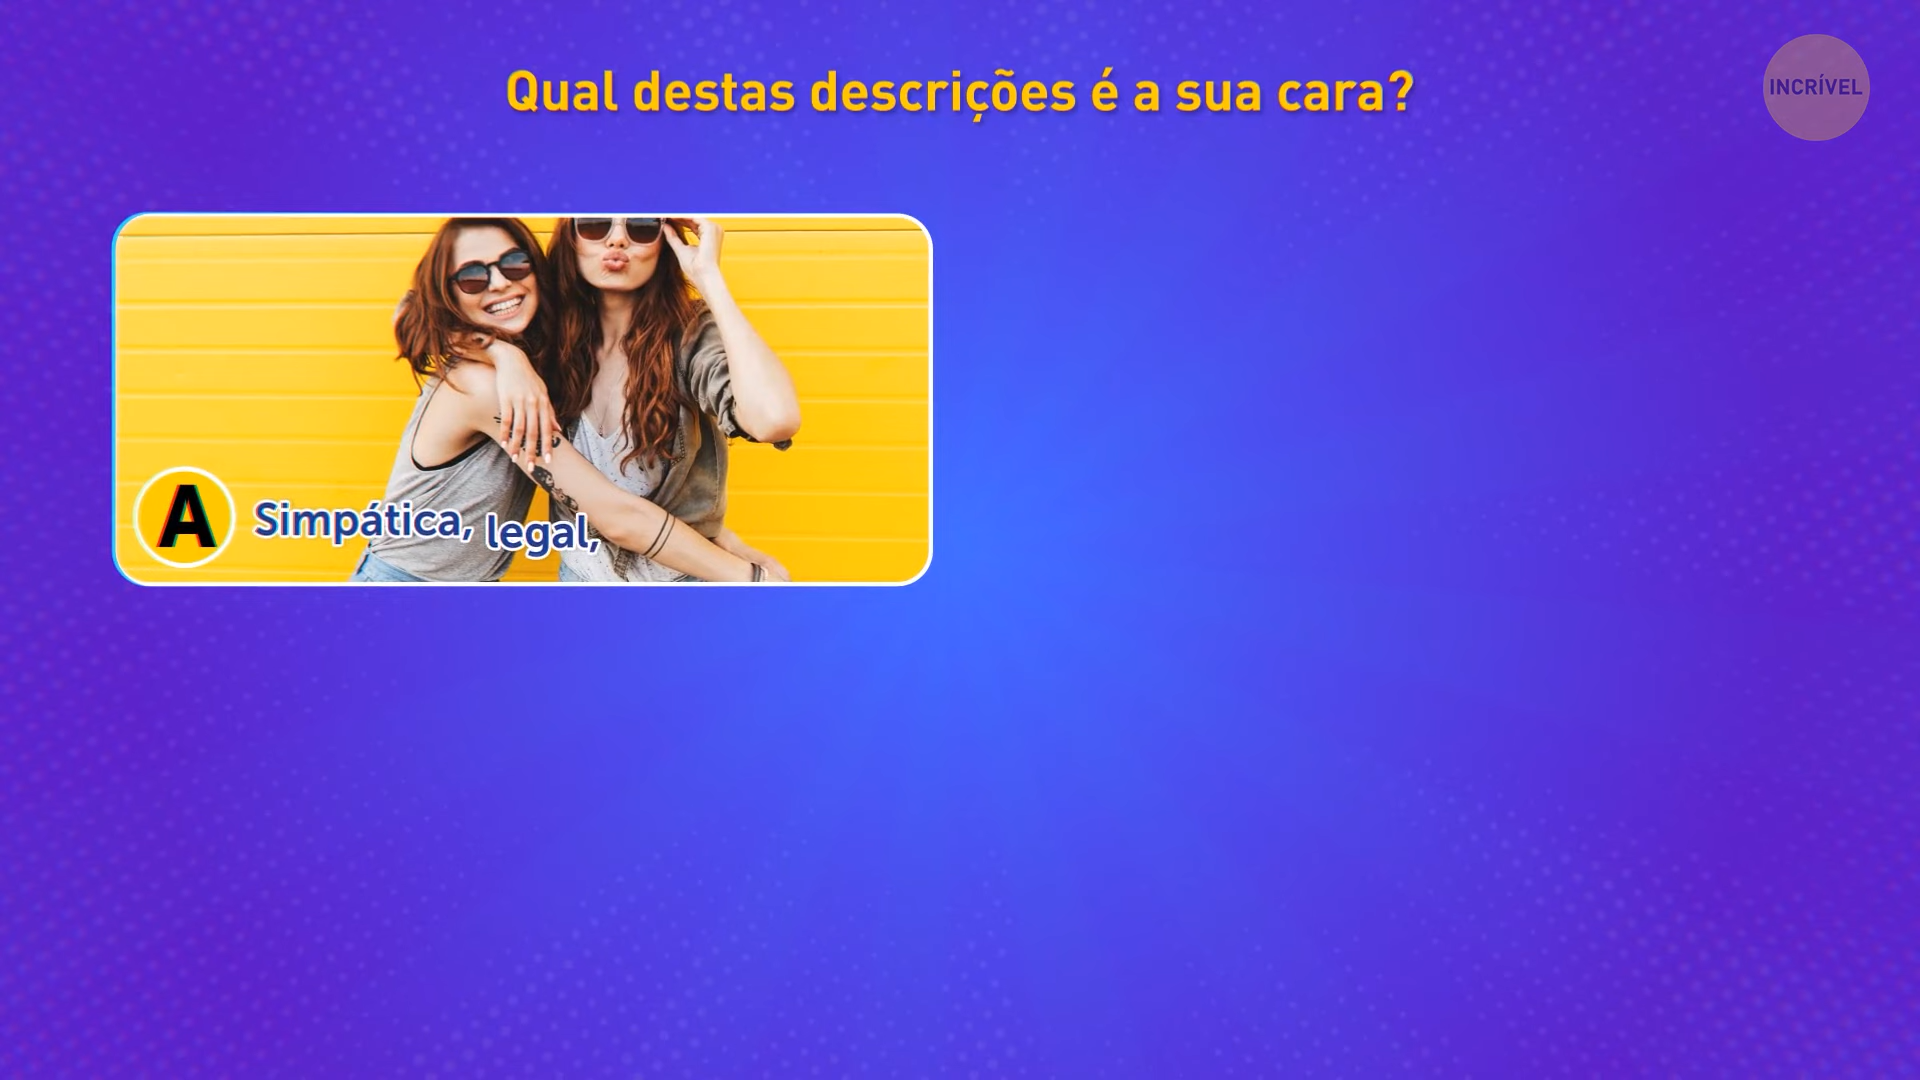 Qual destas descrições é a sua cara?
INCRÍVEL
A Simpática, legal,